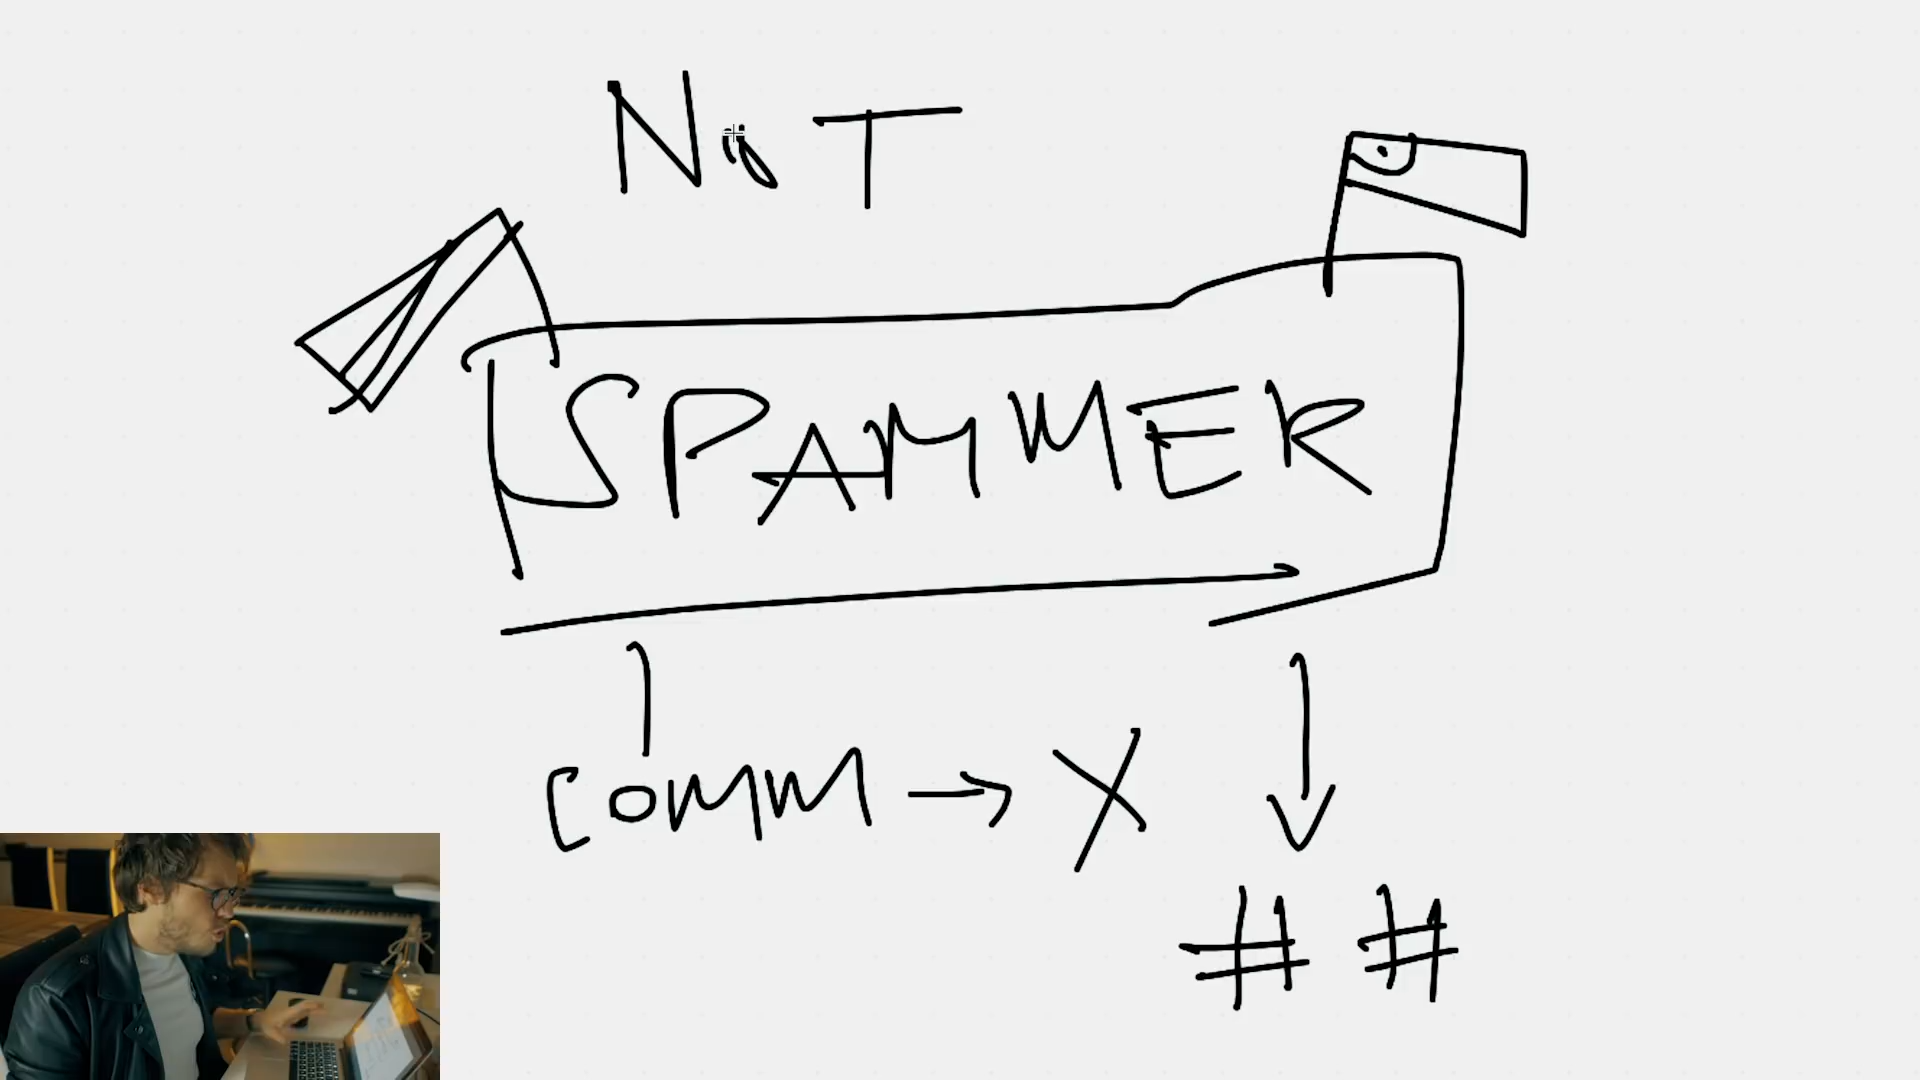 NOT
SPAMMER
COMM → X
# #